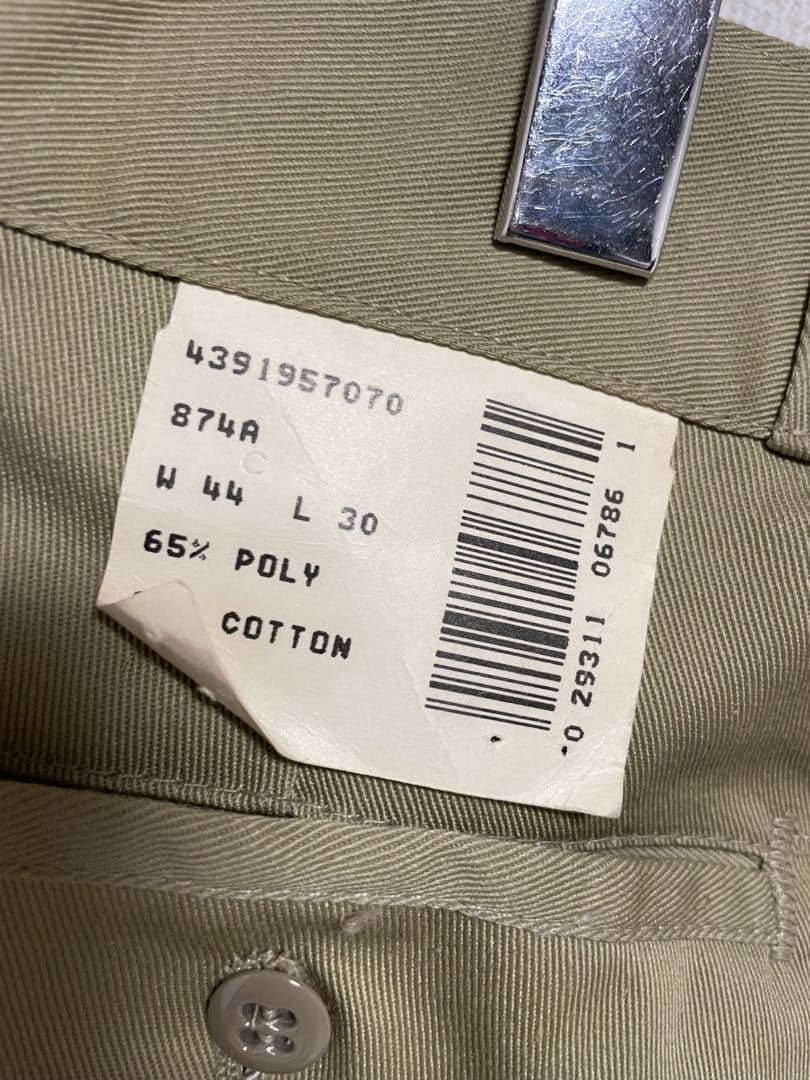 4391957070
874A
W 44 L 30
65% POLY
COTTON
0 29311 06786 1